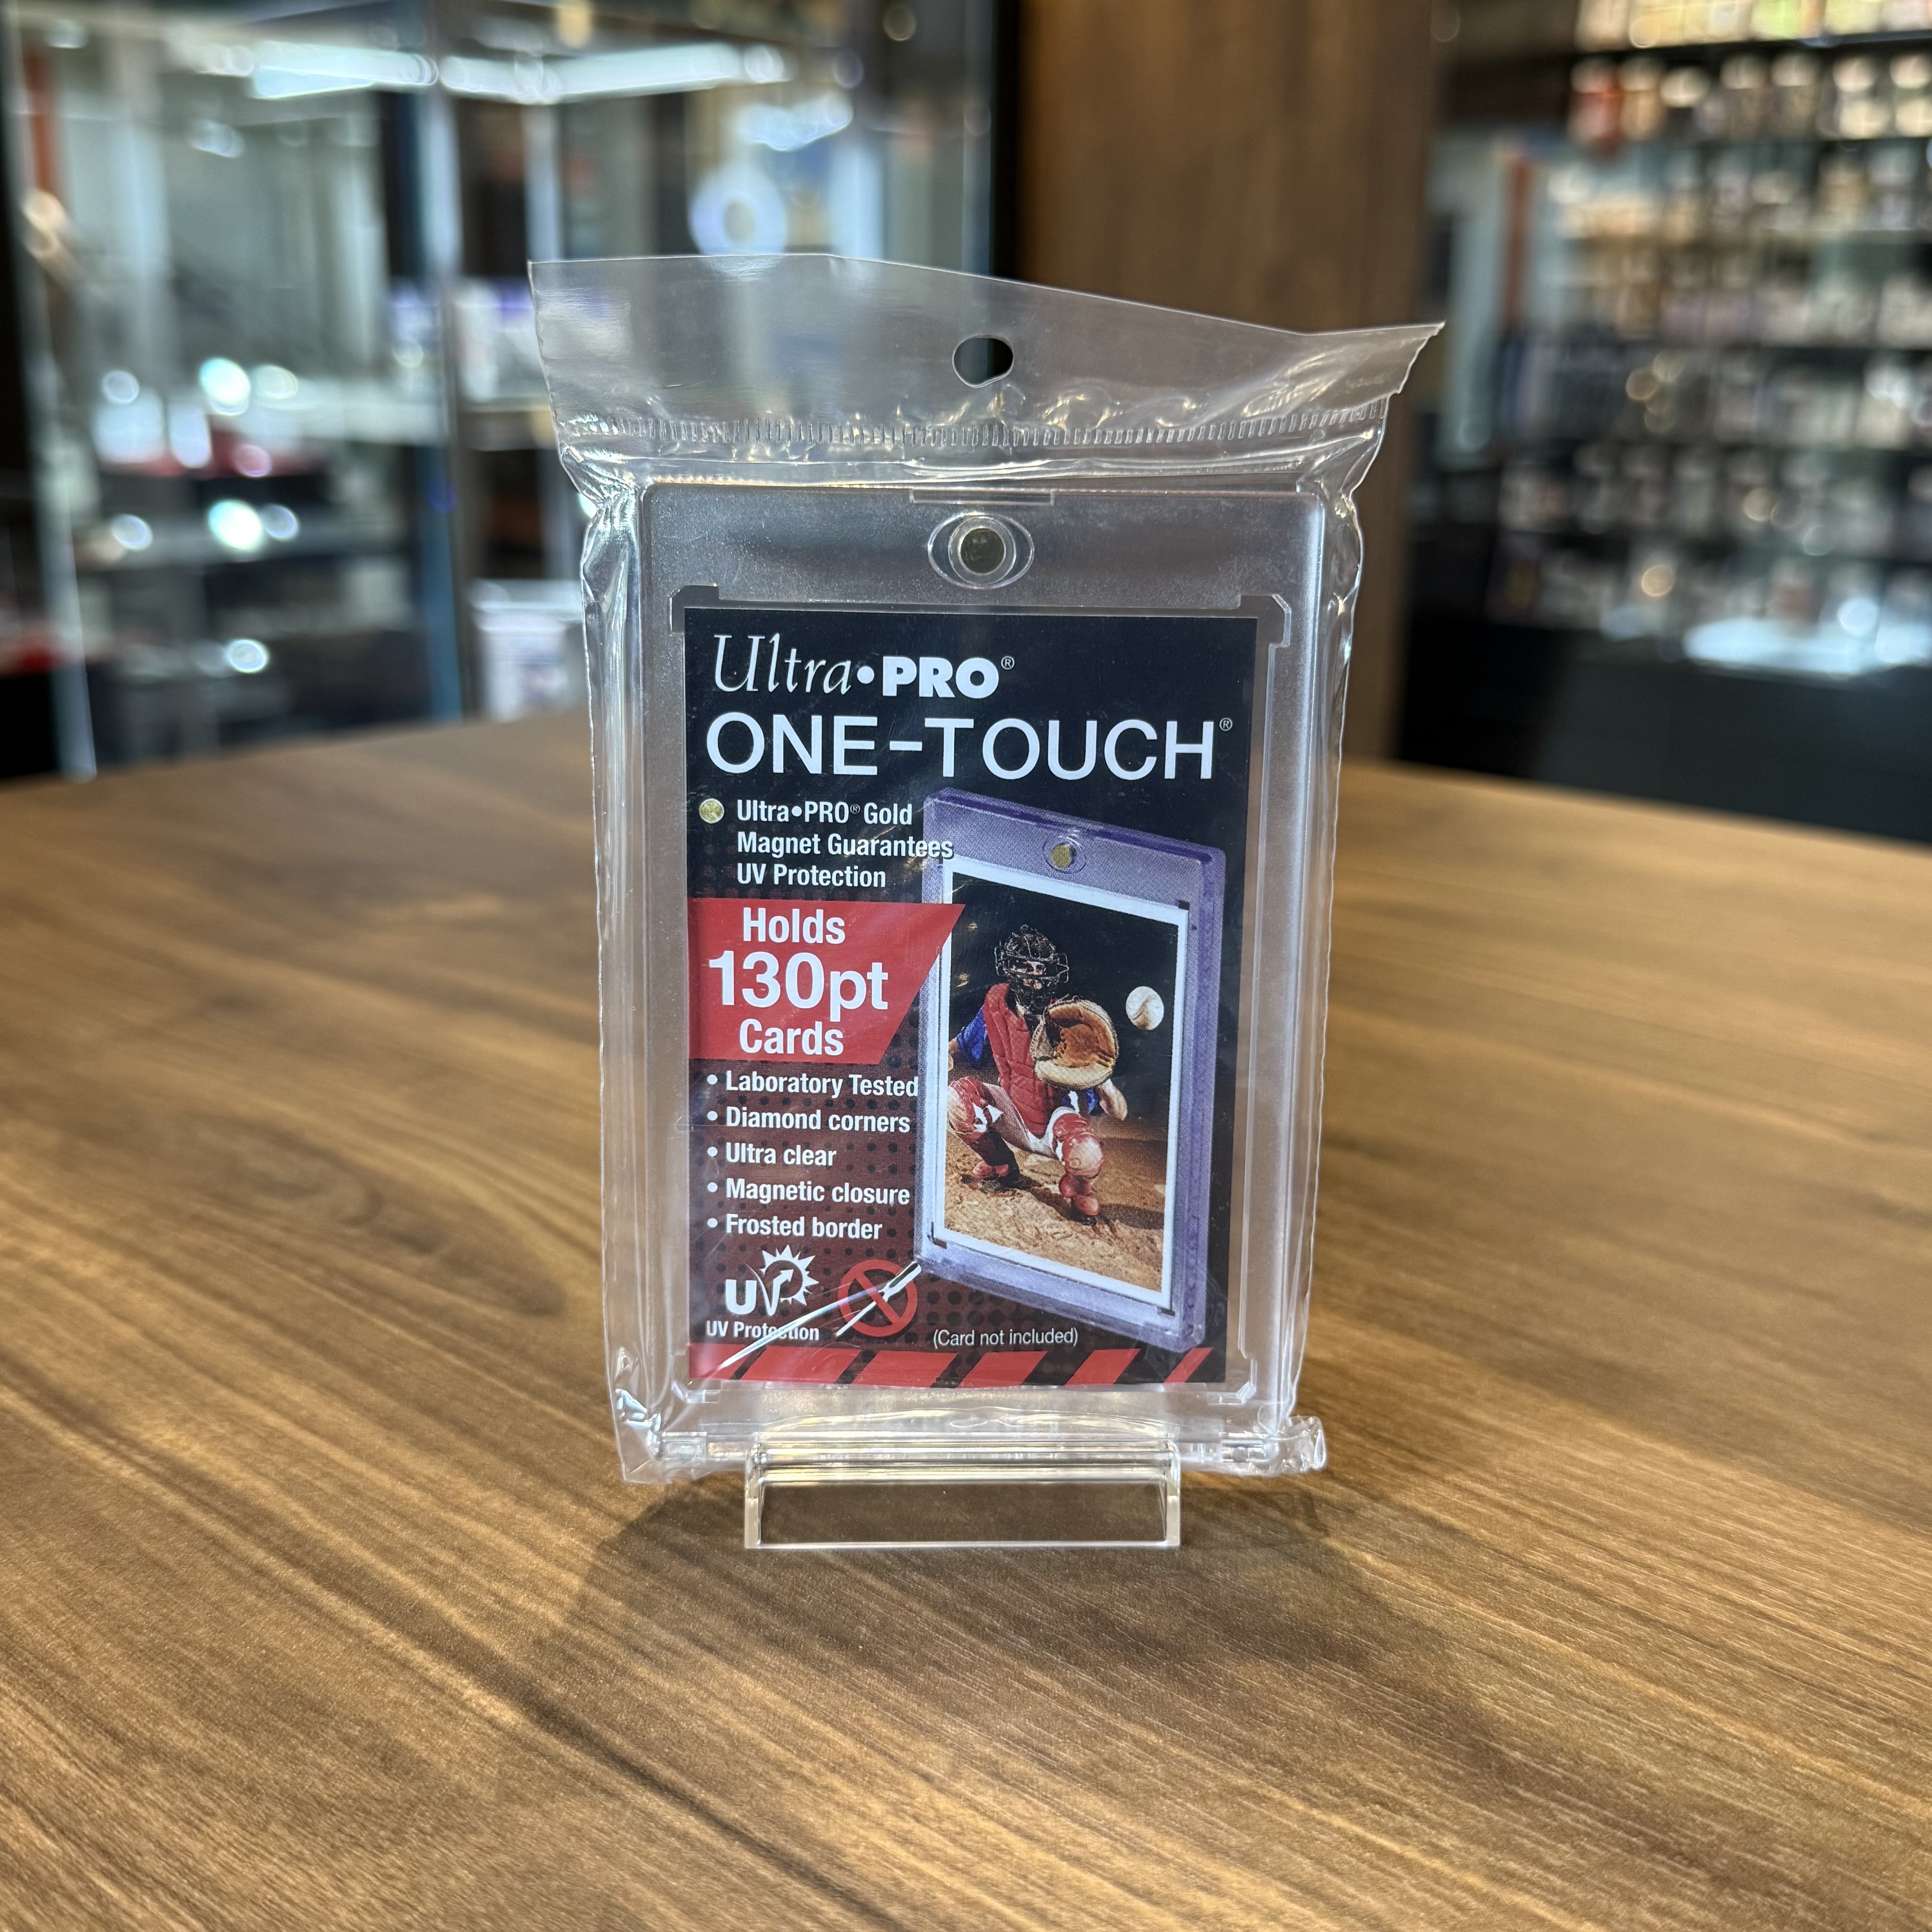 Ultra•PRO®
ONE-TOUCH®
Ultra•PRO® Gold
Magnet Guarantees
UV Protection
Holds
130pt
Cards
• Laboratory Tested
• Diamond corners
• Ultra clear
• Magnetic closure
• Frosted border
UV
UV Protection
(Card not included)